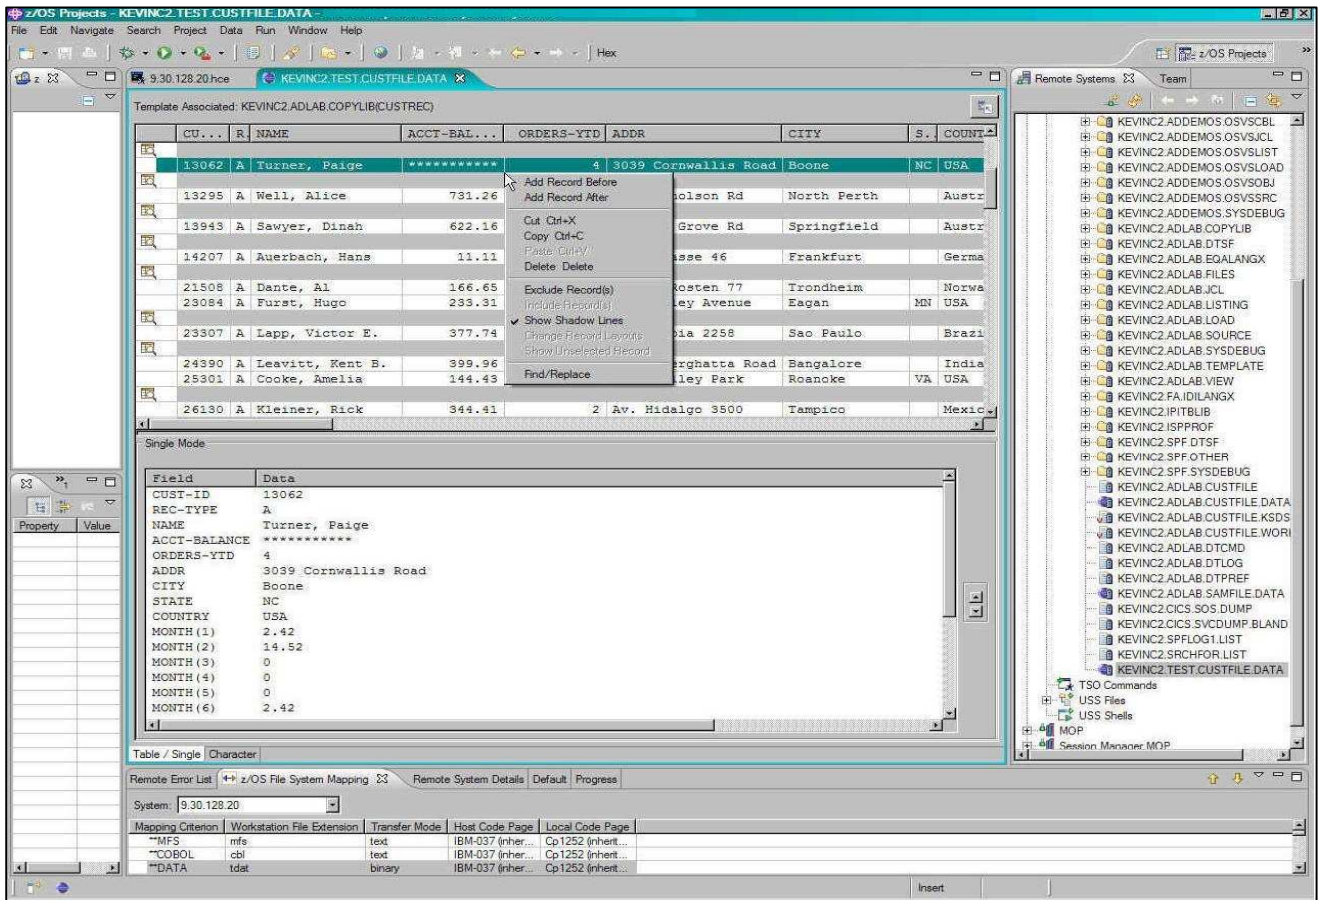 z/OS Projects - KEVINC2.TEST.CUSTFILE.DATA -
File Edit Navigate Search Project Data Run Window Help
Hex
z/OS Projects
z
9.30.128.20.hce
KEVINC2.TEST.CUSTFILE.DATA
Remote Systems
Team
Template Associated: KEVINC2.ADLAB.COPYLIB(CUSTREC)
CU... R. NAME ACCT-BAL... ORDERS-YTD ADDR CITY S.. COUNT
13062 A Turner, Paige *********** 4 3039 Cornwallis Road Boone NC USA
13295 A Well, Alice 731.26 olson Rd North Perth Austr
13943 A Sawyer, Dinah 622.16 Grove Rd Springfield Austr
14207 A Auerbach, Hans 11.11 asse 46 Frankfurt Germa
21508 A Dante, Al 166.65 Rosten 77 Trondheim Norwa
23084 A Furst, Hugo 233.31 ley Avenue Eagan MN USA
23307 A Lapp, Victor E. 377.74 ia 2258 Sao Paulo Brazi
24390 A Leavitt, Kent B. 399.96 erghatta Road Bangalore India
25301 A Cooke, Amelia 144.43 ley Park Roanoke VA USA
26130 A Kleiner, Rick 344.41 2 Av. Hidalgo 3500 Tampico Mexic
Add Record Before
Add Record After
Cut Ctrl+X
Copy Ctrl+C
Paste Ctrl+V
Delete Delete
Exclude Record(s)
Include Record(s)
Show Shadow Lines
Change Record Layouts
Show Unselected Record
Find/Replace
Single Mode
Field Data
CUST-ID 13062
REC-TYPE A
NAME Turner, Paige
ACCT-BALANCE ***********
ORDERS-YTD 4
ADDR 3039 Cornwallis Road
CITY Boone
STATE NC
COUNTRY USA
MONTH(1) 2.42
MONTH(2) 14.52
MONTH(3) 0
MONTH(4) 0
MONTH(5) 0
MONTH(6) 2.42
Table / Single Character
Property Value
KEVINC2.ADDEMOS.OSVSCBL
KEVINC2.ADDEMOS.OSVSJCL
KEVINC2.ADDEMOS.OSVSLIST
KEVINC2.ADDEMOS.OSVSLOAD
KEVINC2.ADDEMOS.OSVSOBJ
KEVINC2.ADDEMOS.OSVSSRC
KEVINC2.ADDEMOS.SYSDEBUG
KEVINC2.ADLAB.COPYLIB
KEVINC2.ADLAB.DTSF
KEVINC2.ADLAB.EQALANGX
KEVINC2.ADLAB.FILES
KEVINC2.ADLAB.JCL
KEVINC2.ADLAB.LISTING
KEVINC2.ADLAB.LOAD
KEVINC2.ADLAB.SOURCE
KEVINC2.ADLAB.SYSDEBUG
KEVINC2.ADLAB.TEMPLATE
KEVINC2.ADLAB.VIEW
KEVINC2.FA.IDILANGX
KEVINC2.IPITBLIB
KEVINC2.ISPPROF
KEVINC2.SPF.DTSF
KEVINC2.SPF.OTHER
KEVINC2.SPF.SYSDEBUG
KEVINC2.ADLAB.CUSTFILE
KEVINC2.ADLAB.CUSTFILE.DATA
KEVINC2.ADLAB.CUSTFILE.KSDS
KEVINC2.ADLAB.CUSTFILE.WORI
KEVINC2.ADLAB.DTCMD
KEVINC2.ADLAB.DTLOG
KEVINC2.ADLAB.DTPREF
KEVINC2.ADLAB.SAMFILE.DATA
KEVINC2.CICS.SOS.DUMP
KEVINC2.CICS.SVCDUMP.BLAND
KEVINC2.SPFLOG1.LIST
KEVINC2.SRCHFOR.LIST
KEVINC2.TEST.CUSTFILE.DATA
TSO Commands
USS Files
USS Shells
MOP
Session Manager MOP
Remote Error List z/OS File System Mapping Remote System Details Default Progress
System: 9.30.128.20
Mapping Criterion Workstation File Extension Transfer Mode Host Code Page Local Code Page
**MFS mfs text IBM-037 (inher... Cp1252 (inherit...
**COBOL cbl text IBM-037 (inher... Cp1252 (inherit...
**DATA tdat binary IBM-037 (inher... Cp1252 (inherit...
Insert